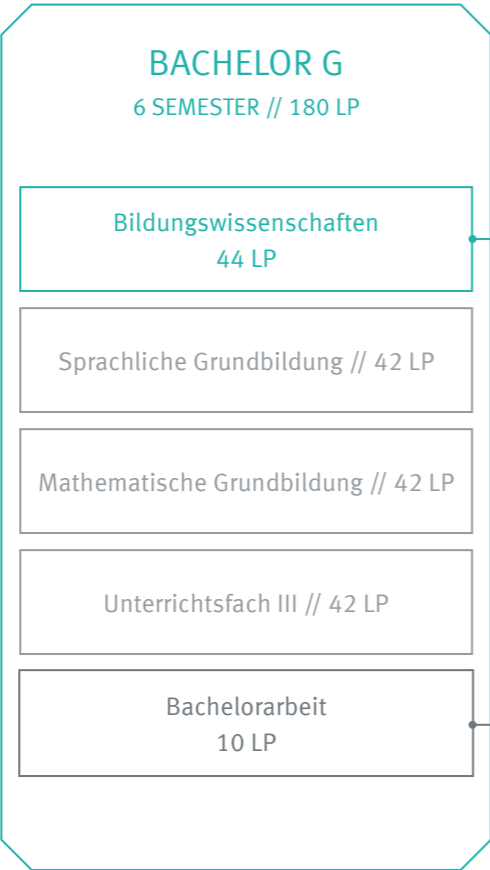 BACHELOR G
6 SEMESTER // 180 LP
Bildungswissenschaften
44 LP
Sprachliche Grundbildung // 42 LP
Mathematische Grundbildung // 42 LP
Unterrichtsfach III // 42 LP
Bachelorarbeit
10 LP